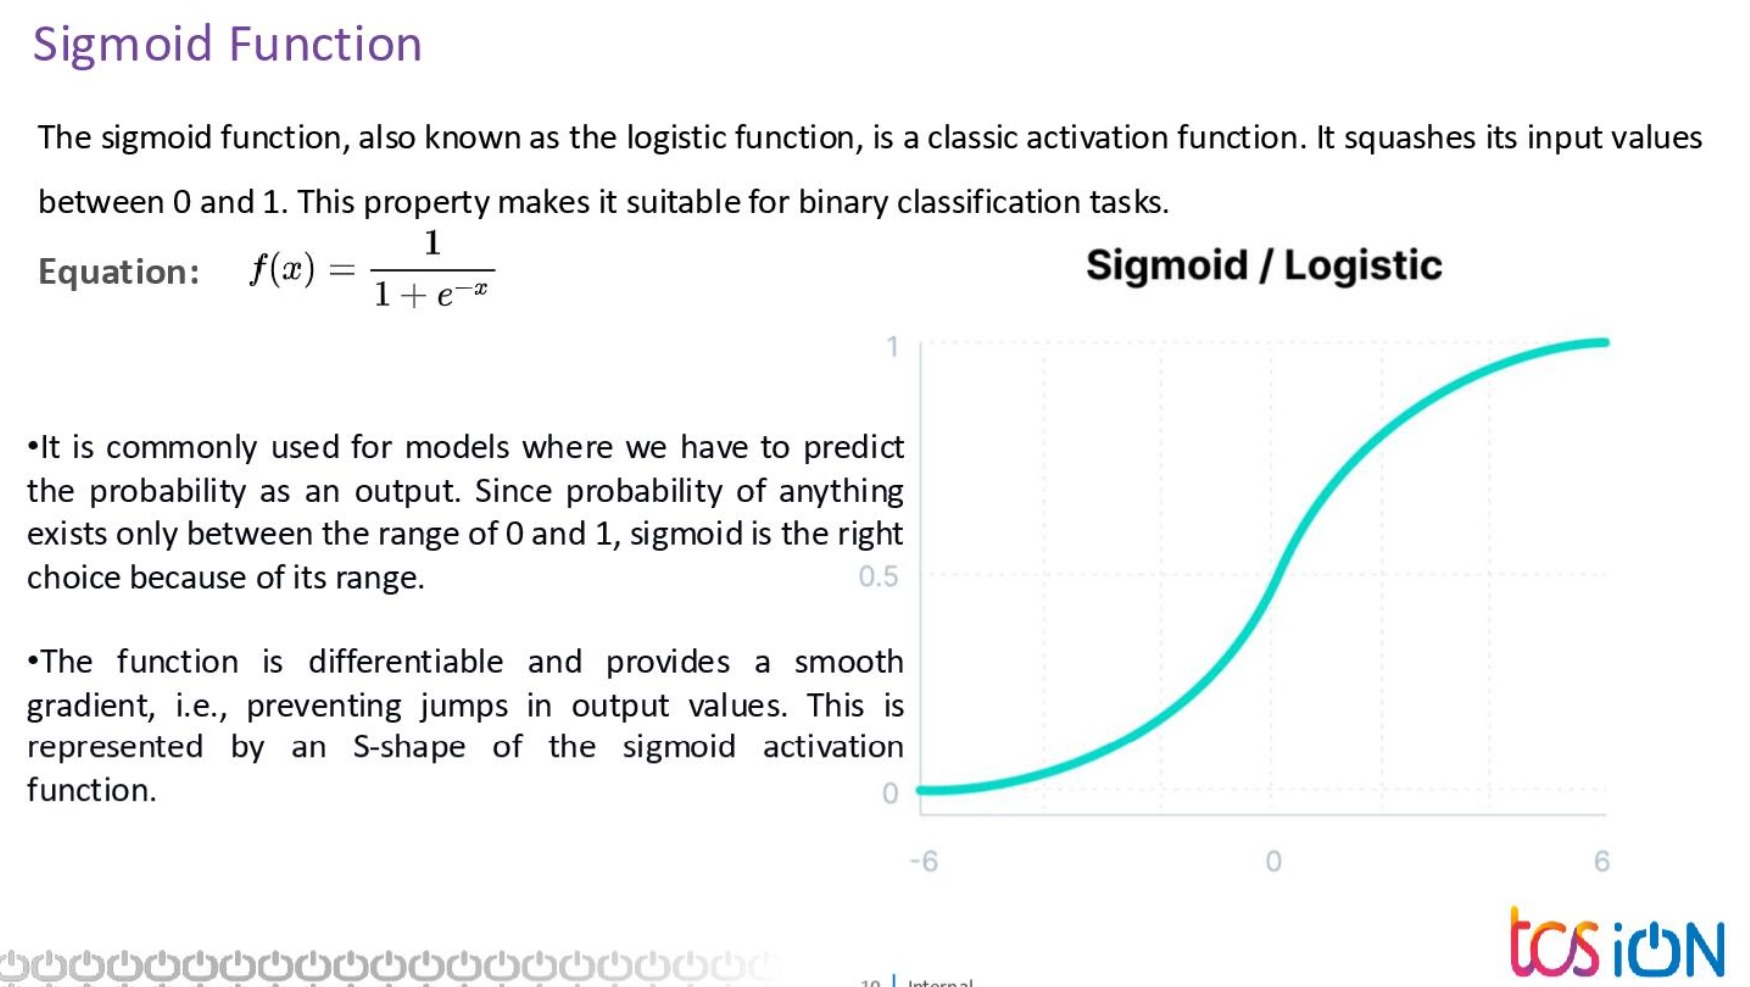 Sigmoid Function
The sigmoid function, also known as the logistic function, is a classic activation function. It squashes its input values
between 0 and 1. This property makes it suitable for binary classification tasks.
Equation: f(x) = 1 / (1 + e^{-x})
•It is commonly used for models where we have to predict
the probability as an output. Since probability of anything
exists only between the range of 0 and 1, sigmoid is the right
choice because of its range.
•The function is differentiable and provides a smooth
gradient, i.e., preventing jumps in output values. This is
represented by an S-shape of the sigmoid activation
function.
Sigmoid / Logistic
1
0.5
0
-6 0 6
tcs iON
10 | Internal